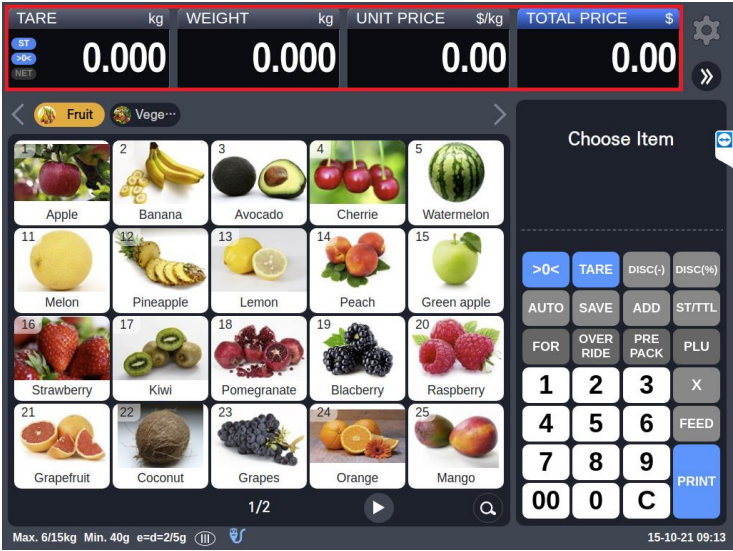 TARE kg WEIGHT kg UNIT PRICE $/kg TOTAL PRICE $
ST
>0<
NET
0.000 0.000 0.00 0.00
Fruit Vege···
Choose Item
1 2 3 4 5
Apple Banana Avocado Cherrie Watermelon
11 12 13 14 15
Melon Pineapple Lemon Peach Green apple
16 17 18 19 20
Strawberry Kiwi Pomegranate Blacberry Raspberry
21 22 23 24 25
Grapefruit Coconut Grapes Orange Mango
1/2
>0< TARE DISC(-) DISC(%)
AUTO SAVE ADD ST/TTL
FOR OVER RIDE PRE PACK PLU
1 2 3 X
4 5 6 FEED
7 8 9 PRINT
00 0 C
Max. 6/15kg Min. 40g e=d=2/5g III 15-10-21 09:13